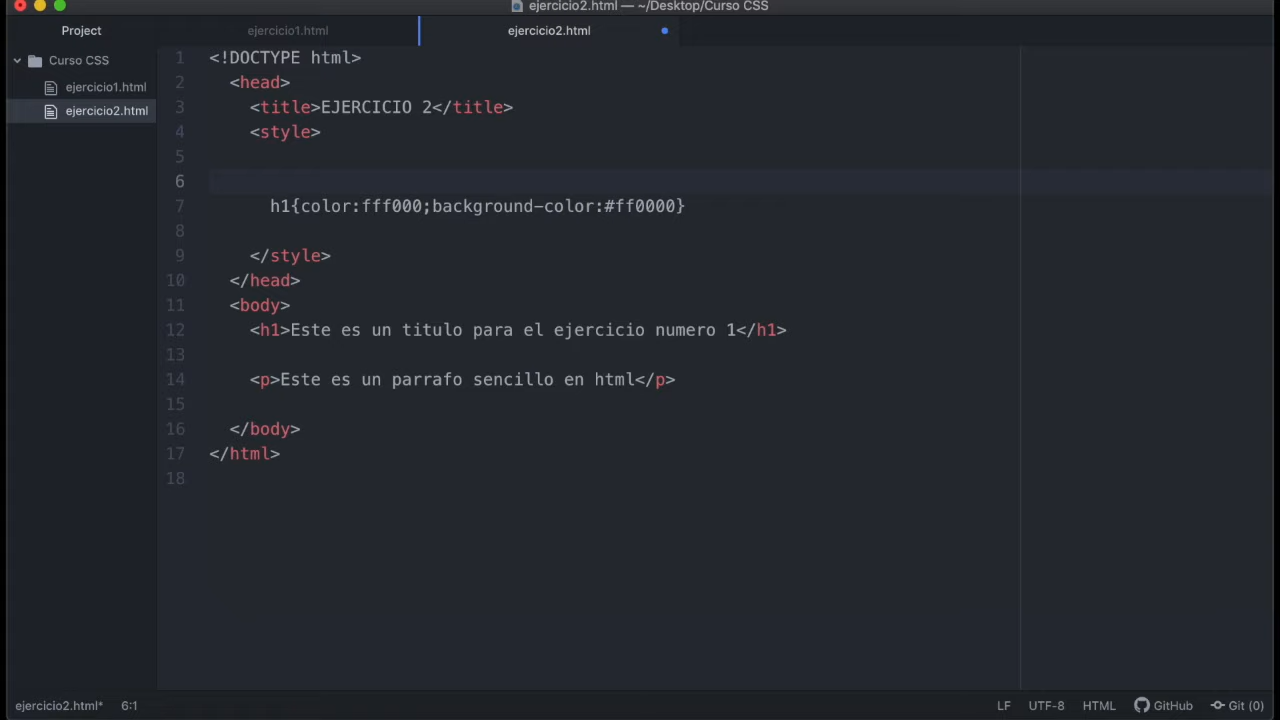 ejercicio2.html — ~/Desktop/Curso CSS
Project
ejercicio1.html
ejercicio2.html
Curso CSS
ejercicio1.html
ejercicio2.html
1 <!DOCTYPE html>
2 <head>
3 <title>EJERCICIO 2</title>
4 <style>
5
6
7 h1{color:fff000;background-color:#ff0000}
8
9 </style>
10 </head>
11 <body>
12 <h1>Este es un titulo para el ejercicio numero 1</h1>
13
14 <p>Este es un parrafo sencillo en html</p>
15
16 </body>
17 </html>
18
ejercicio2.html* 6:1 LF UTF-8 HTML GitHub Git (0)